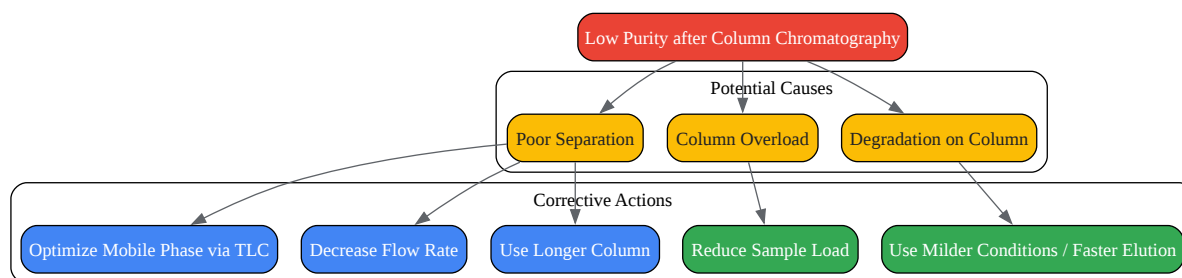 Low Purity after Column Chromatography
Potential Causes
Poor Separation
Column Overload
Degradation on Column
Corrective Actions
Optimize Mobile Phase via TLC
Decrease Flow Rate
Use Longer Column
Reduce Sample Load
Use Milder Conditions / Faster Elution